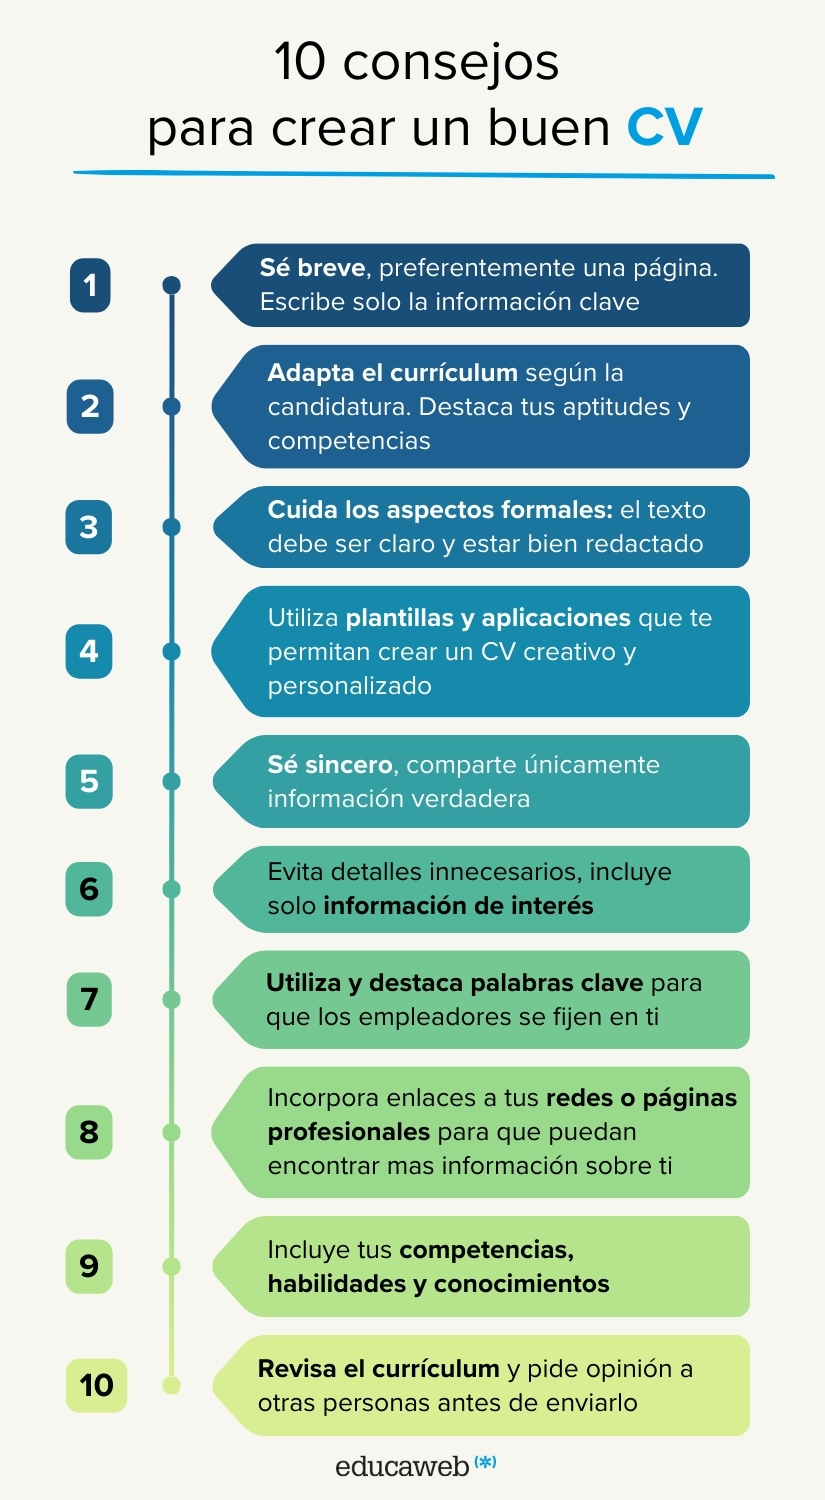 10 consejos
para crear un buen CV
1
Sé breve, preferentemente una página.
Escribe solo la información clave
2
Adapta el currículum según la
candidatura. Destaca tus aptitudes y
competencias
3
Cuida los aspectos formales: el texto
debe ser claro y estar bien redactado
4
Utiliza plantillas y aplicaciones que te
permitan crear un CV creativo y
personalizado
5
Sé sincero, comparte únicamente
información verdadera
6
Evita detalles innecesarios, incluye
solo información de interés
7
Utiliza y destaca palabras clave para
que los empleadores se fijen en ti
8
Incorpora enlaces a tus redes o páginas
profesionales para que puedan
encontrar mas información sobre ti
9
Incluye tus competencias,
habilidades y conocimientos
10
Revisa el currículum y pide opinión a
otras personas antes de enviarlo
educaweb(*)